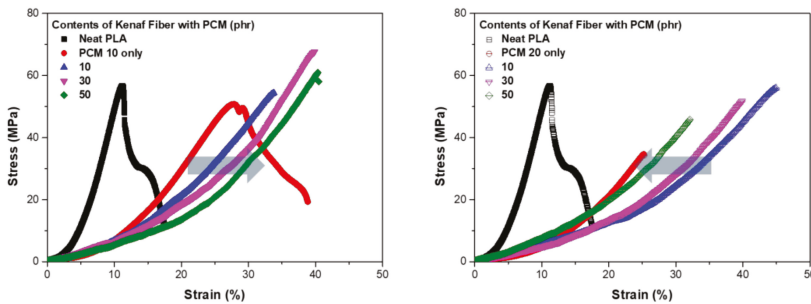 Contents of Kenaf Fiber with PCM (phr)
Neat PLA
PCM 10 only
10
30
50
Stress (MPa)
80
60
40
20
0
0 10 20 30 40 50
Strain (%)
Contents of Kenaf Fiber with PCM (phr)
Neat PLA
PCM 20 only
10
30
50
Stress (MPa)
80
60
40
20
0
0 10 20 30 40 50
Strain (%)